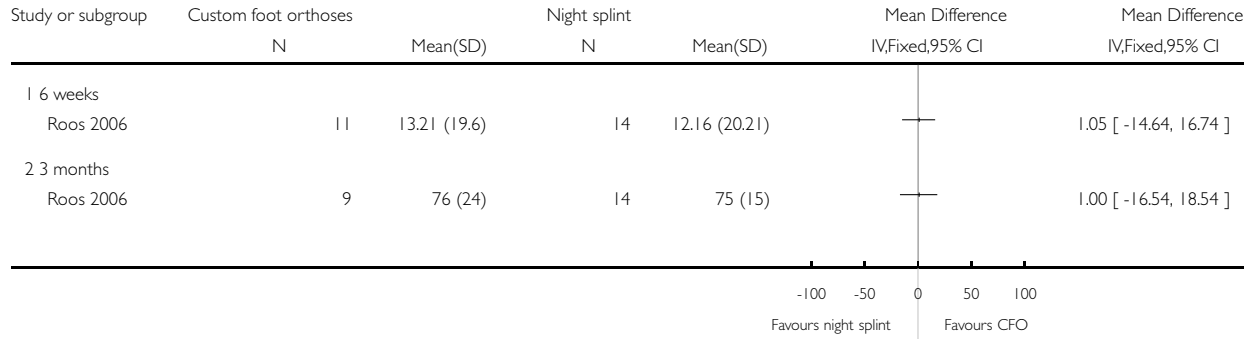 Study or subgroup Custom foot orthoses Night splint Mean Difference Mean Difference
N Mean(SD) N Mean(SD) IV,Fixed,95% CI IV,Fixed,95% CI
1 6 weeks
Roos 2006 11 13.21 (19.6) 14 12.16 (20.21) 1.05 [ -14.64, 16.74 ]
2 3 months
Roos 2006 9 76 (24) 14 75 (15) 1.00 [ -16.54, 18.54 ]
-100 -50 0 50 100
Favours night splint Favours CFO